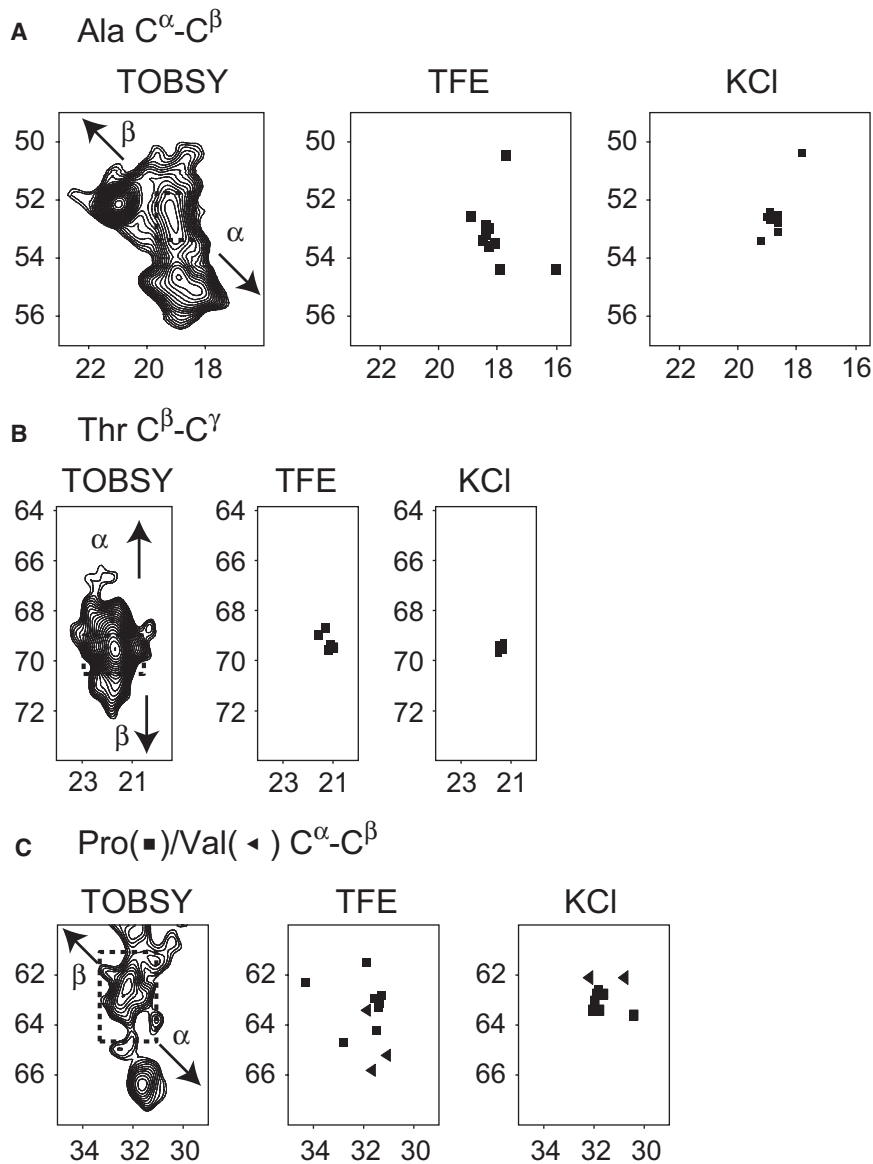 A Ala Cα-Cβ
TOBSY TFE KCl
50 50 50
β
52 52 52
α
54 54 54
56 56 56
22 20 18 22 20 18 16 22 20 18 16
B Thr Cβ-Cγ
TOBSY TFE KCl
64 64 64
α
66 66 66
68 68 68
70 70 70
72 72 72
β
23 21 23 21 23 21
C Pro(■)/Val(◄) Cα-Cβ
TOBSY TFE KCl
62 62 62
β
64 64 64
α
66 66 66
34 32 30 34 32 30 34 32 30